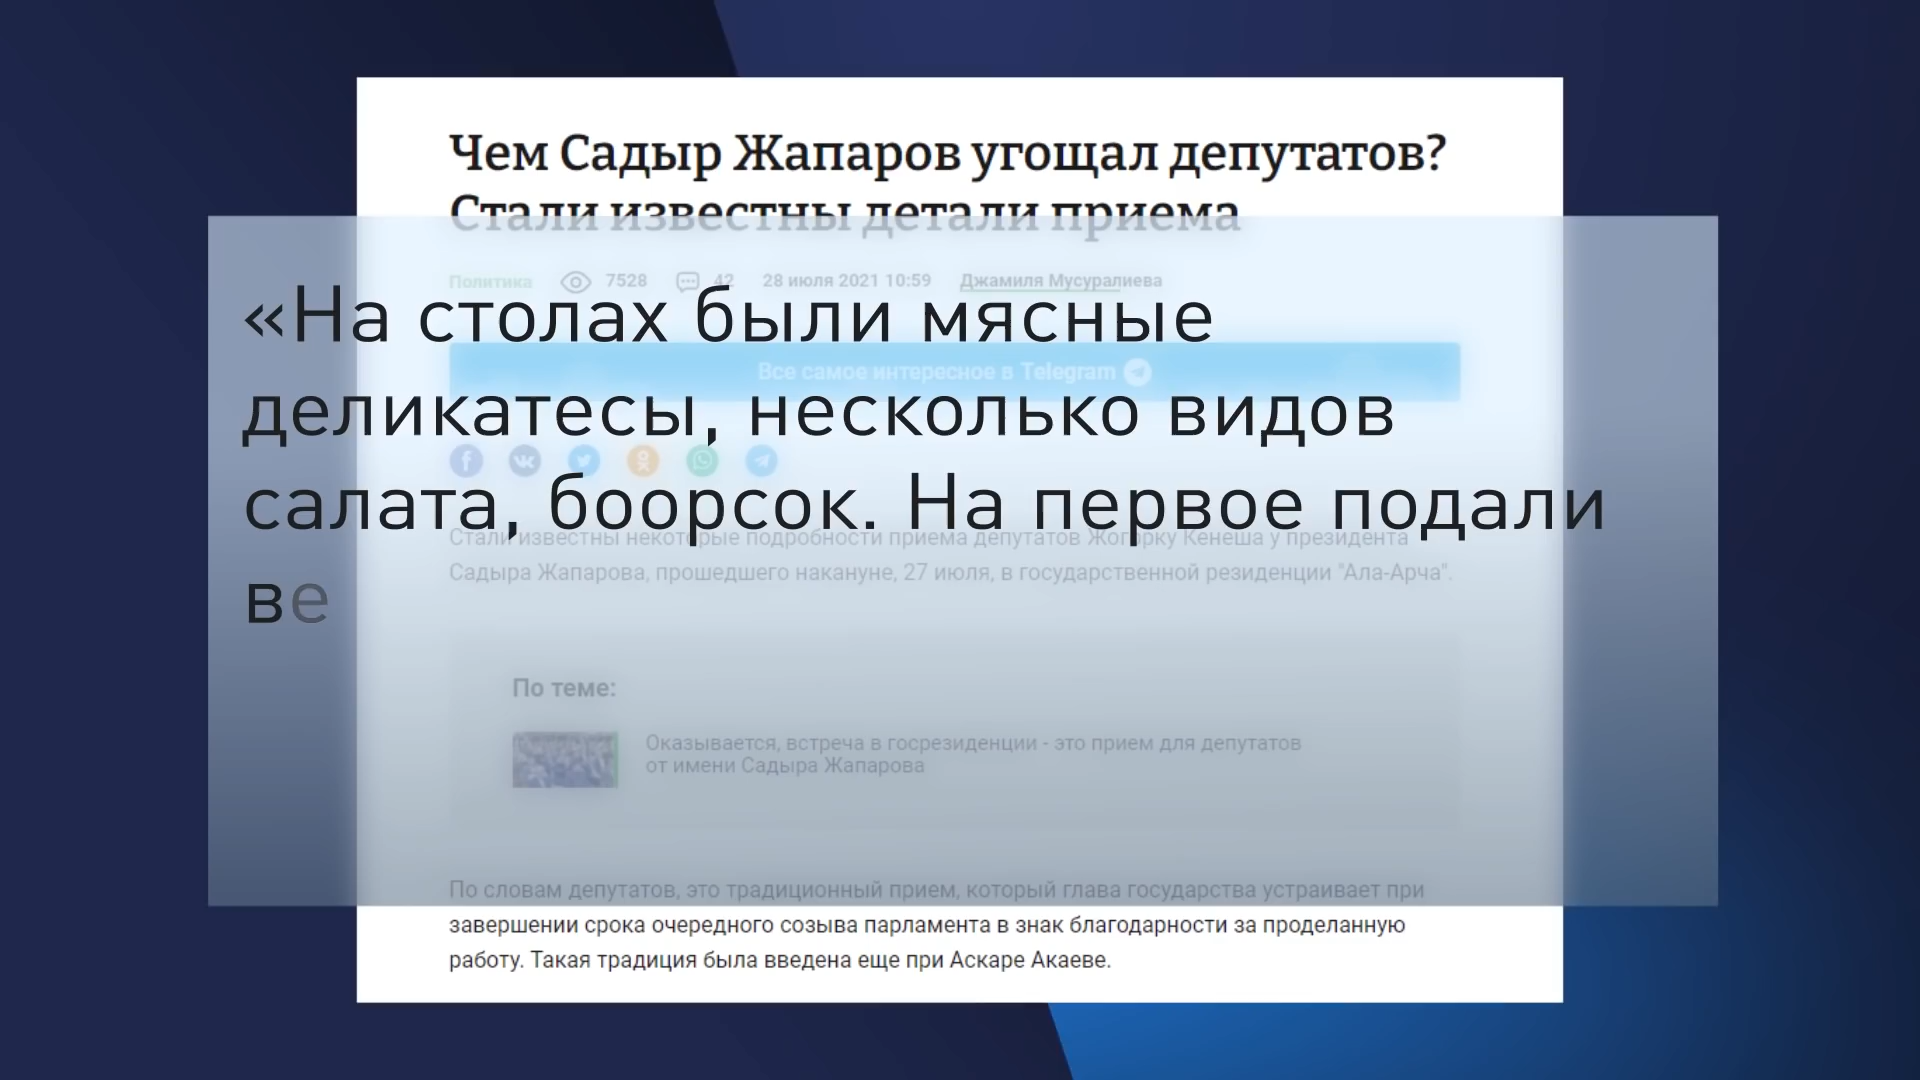 Чем Садыр Жапаров угощал депутатов?
Стали известны детали приема
Политика 7528 42 28 июля 2021 10:59 Джамиля Мусуралиева
«На столах были мясные
Все самое интересное в Telegram
деликатесы, несколько видов
салата, боорсок. На первое подали
Стали известны некоторые подробности приема депутатов Жогорку Кенеша у президента
Садыра Жапарова, прошедшего накануне, 27 июля, в государственной резиденции "Ала-Арча".
ве
По теме:
Оказывается, встреча в госрезиденции - это прием для депутатов
от имени Садыра Жапарова
По словам депутатов, это традиционный прием, который глава государства устраивает при
завершении срока очередного созыва парламента в знак благодарности за проделанную
работу. Такая традиция была введена еще при Аскаре Акаеве.